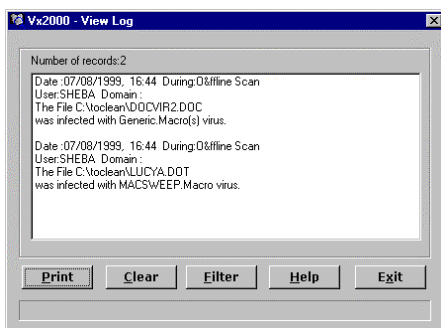 Vx2000 - View Log
Number of records:2
Date :07/08/1999, 16:44 During:O&ffline Scan
User:SHEBA Domain :
The File C:\toclean\DOCVIR2.DOC
was infected with Generic.Macro(s) virus.
Date :07/08/1999, 16:44 During:O&ffline Scan
User:SHEBA Domain :
The File C:\toclean\LUCYA.DOT
was infected with MACSWEEP.Macro virus.
Print Clear Filter Help Exit